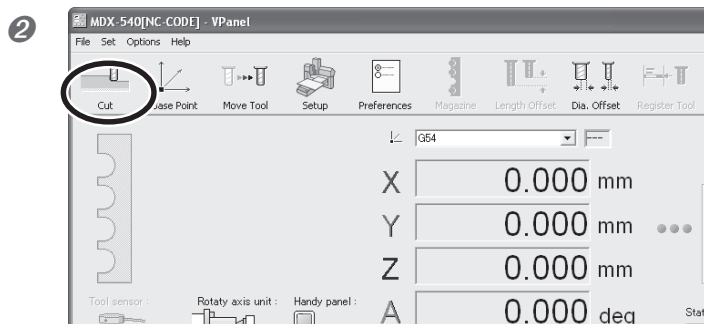 2
MDX-540[NC-CODE] - VPanel
File Set Options Help
Cut Base Point Move Tool Setup Preferences Magazine Length Offset Dia. Offset Register Tool
G54
X 0.000 mm
Y 0.000 mm
Z 0.000 mm
Tool sensor : Rotaty axis unit : Handy panel :
A 0.000 deg